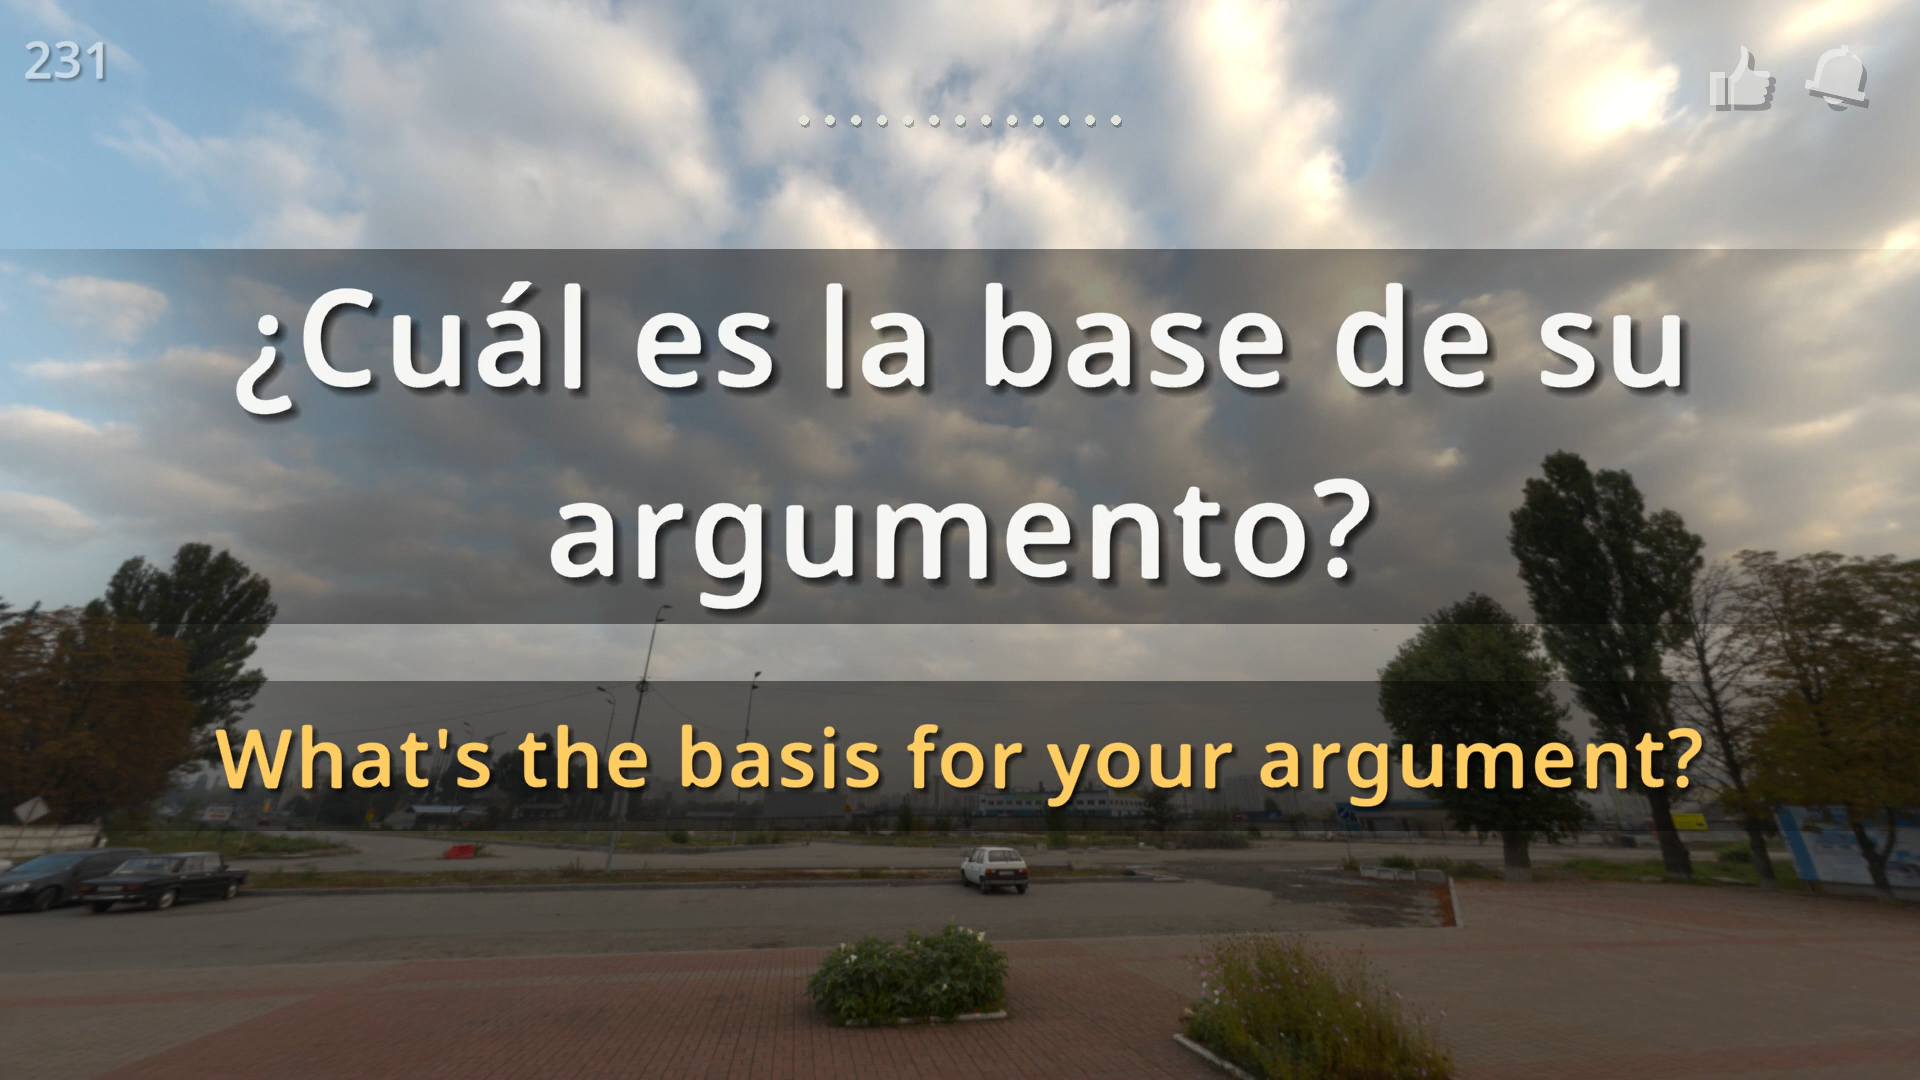 231
¿Cuál es la base de su
argumento?
What's the basis for your argument?